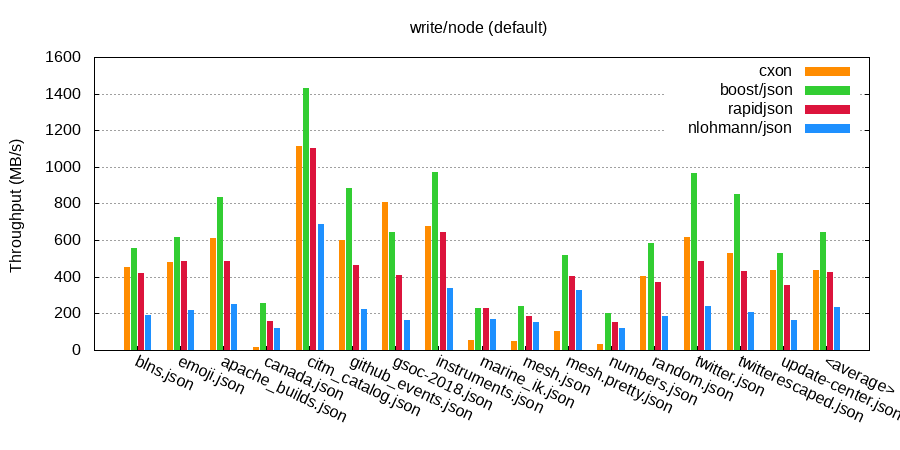 write/node (default)
Throughput (MB/s)
1600
1400
1200
1000
800
600
400
200
0
cxon
boost/json
rapidjson
nlohmann/json
blns.json
emoji.json
apache_builds.json
canada.json
citm_catalog.json
github_events.json
gsoc-2018.json
instruments.json
marine_ik.json
mesh.json
mesh.pretty.json
numbers.json
random.json
twitter.json
twitterescaped.json
update-center.json
<average>